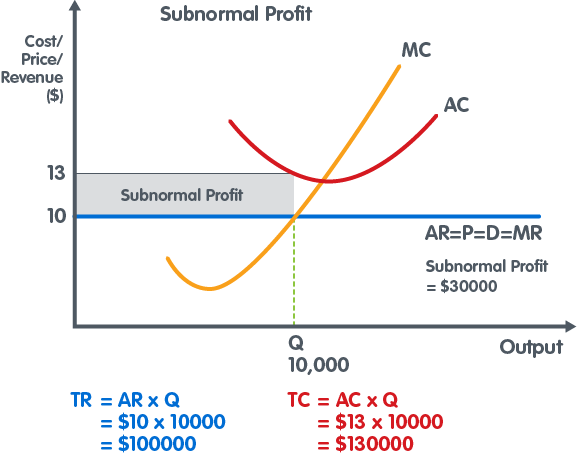 Subnormal Profit
Cost/
Price/
Revenue
($)
MC
AC
13
Subnormal Profit
10
AR=P=D=MR
Subnormal Profit
= $30000
Q
10,000
Output
TR = AR x Q
= $10 x 10000
= $100000
TC = AC x Q
= $13 x 10000
= $130000